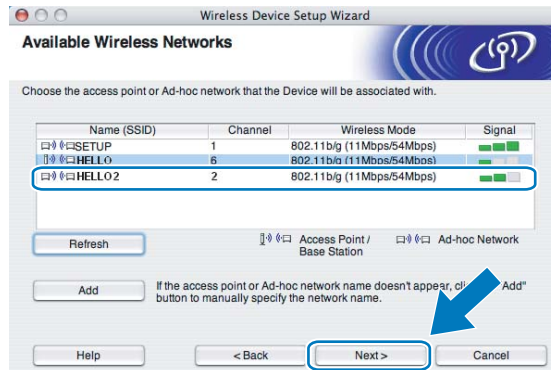 Wireless Device Setup Wizard
Available Wireless Networks
Choose the access point or Ad-hoc network that the Device will be associated with.
Name (SSID) Channel Wireless Mode Signal
SETUP 1 802.11b/g (11Mbps/54Mbps)
HELLO 6 802.11b/g (11Mbps/54Mbps)
HELLO2 2 802.11b/g (11Mbps/54Mbps)
Refresh
Access Point / Base Station
Ad-hoc Network
Add
If the access point or Ad-hoc network name doesn't appear, Add"
button to manually specify the network name.
Help < Back Next > Cancel